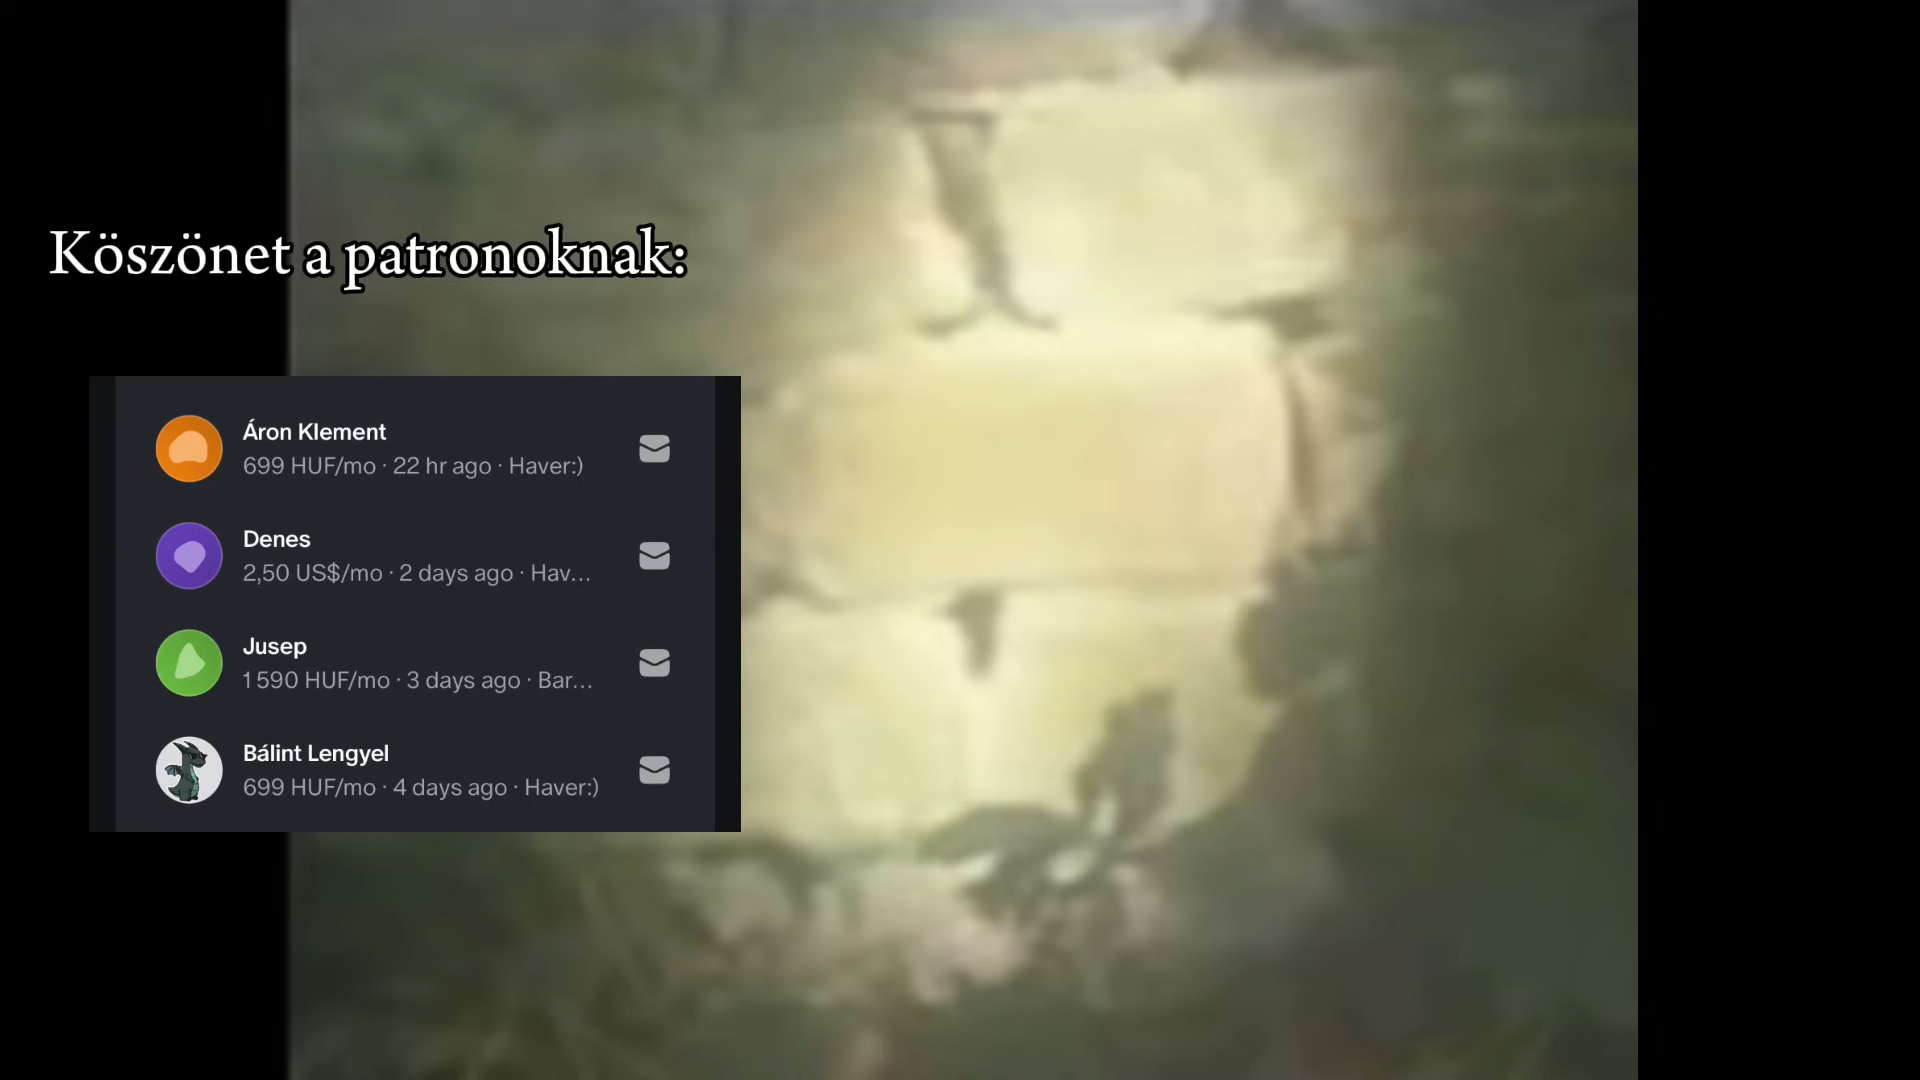 Köszönet a patronoknak:
Áron Klement
699 HUF/mo · 22 hr ago · Haver:)
Denes
2,50 US$/mo · 2 days ago · Hav...
Jusep
1 590 HUF/mo · 3 days ago · Bar...
Bálint Lengyel
699 HUF/mo · 4 days ago · Haver:)